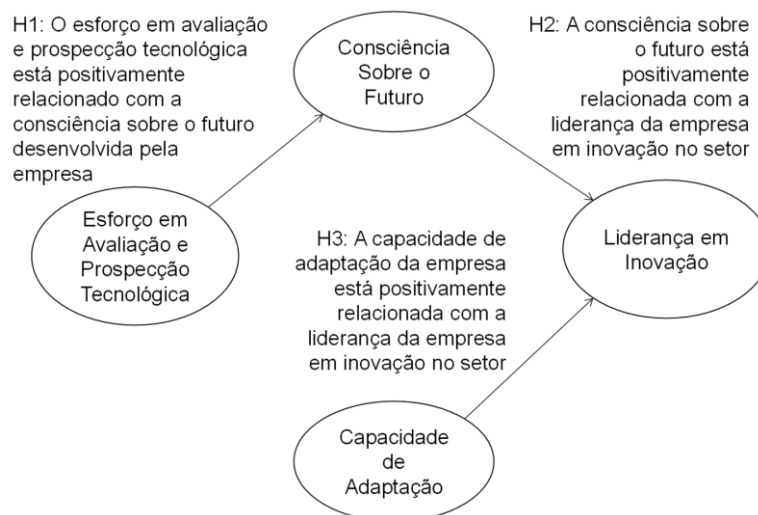 H1: O esforço em avaliação
e prospecção tecnológica
está positivamente
relacionado com a
consciência sobre o futuro
desenvolvida pela
empresa
Consciência
Sobre o
Futuro
H2: A consciência sobre
o futuro está
positivamente
relacionada com a
liderança da empresa
em inovação no setor
Esforço em
Avaliação e
Prospecção
Tecnológica
H3: A capacidade de
adaptação da empresa
está positivamente
relacionada com a
liderança da empresa
em inovação no setor
Liderança em
Inovação
Capacidade
de
Adaptação